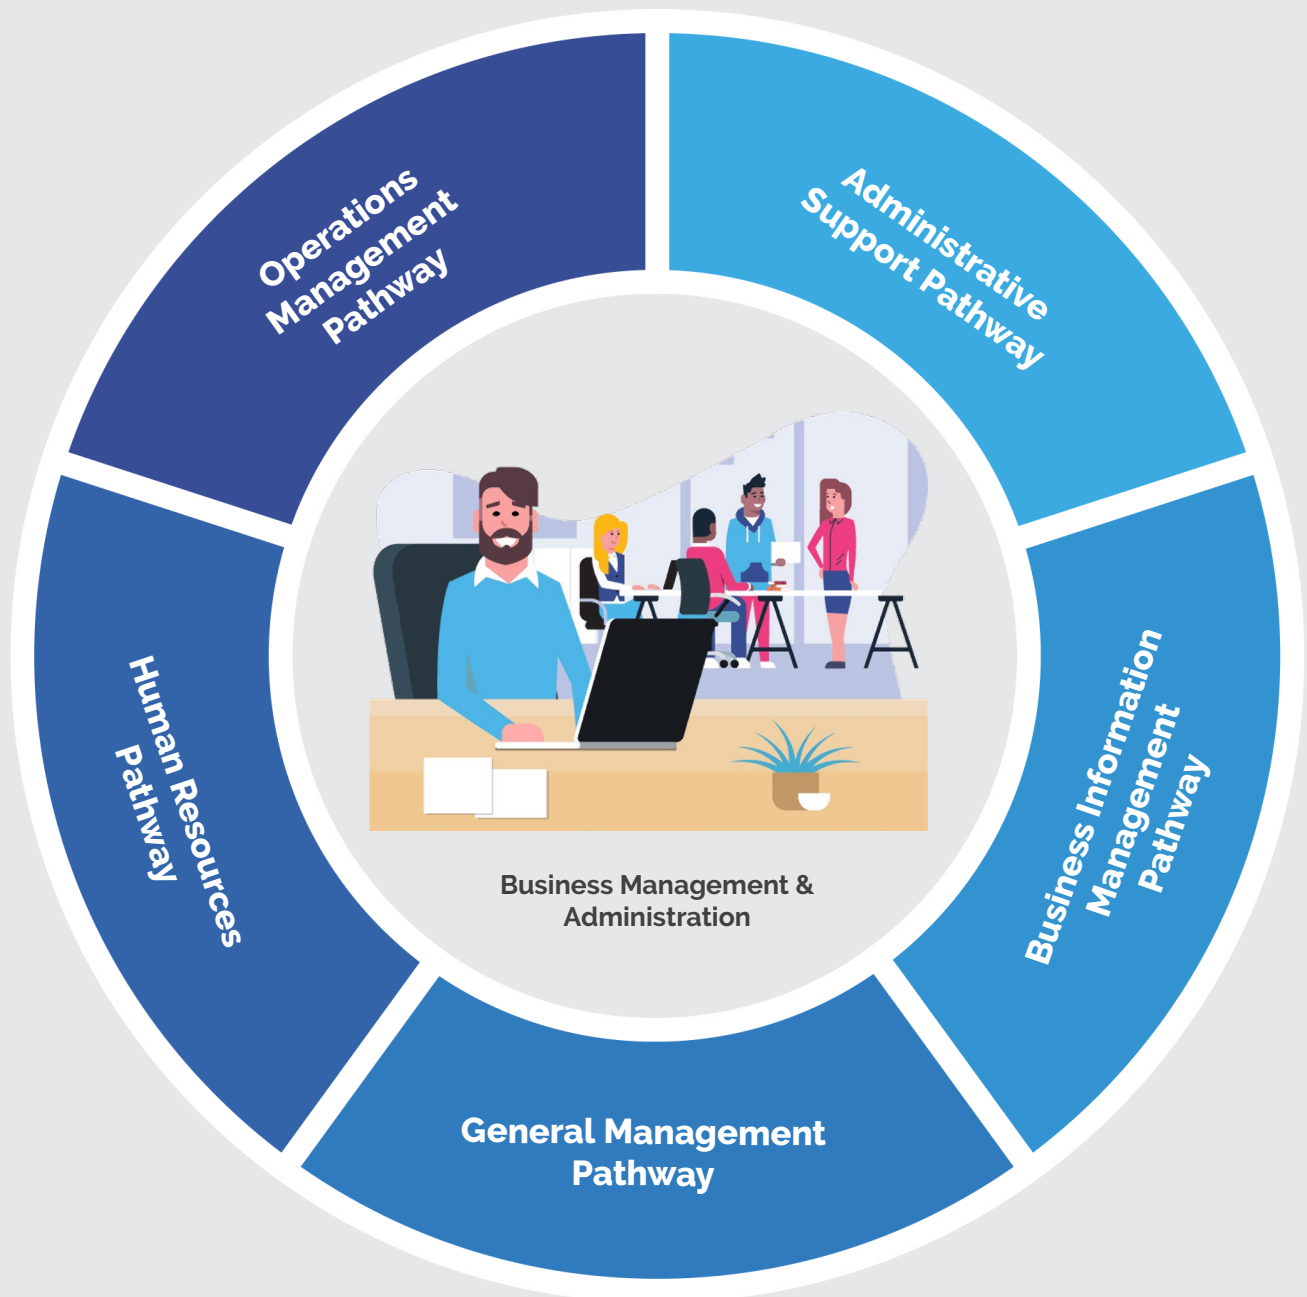 Operations
Management
Pathway
Administrative
Support Pathway
Business Information
Management
Pathway
General Management
Pathway
Human Resources
Pathway
Business Management &
Administration